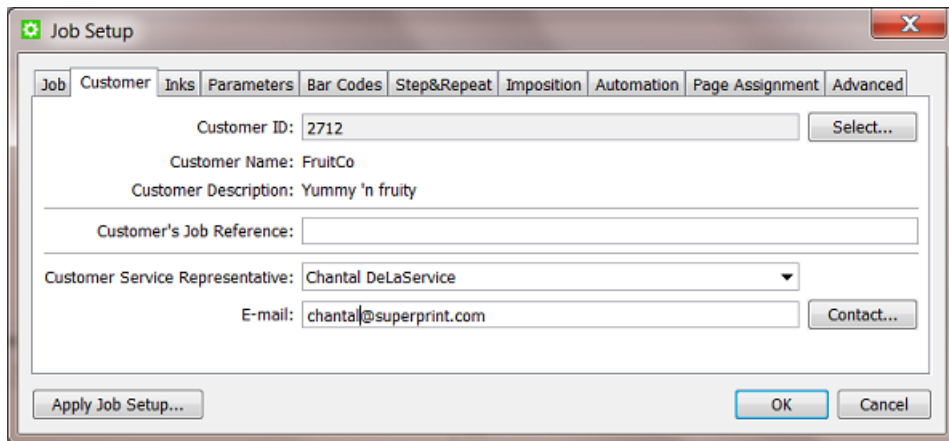 Job Setup
Job Customer Inks Parameters Bar Codes Step&Repeat Imposition Automation Page Assignment Advanced
Customer ID: 2712 Select...
Customer Name: FruitCo
Customer Description: Yummy 'n fruity
Customer's Job Reference:
Customer Service Representative: Chantal DeLaService
E-mail: chantal@superprint.com Contact...
Apply Job Setup... OK Cancel